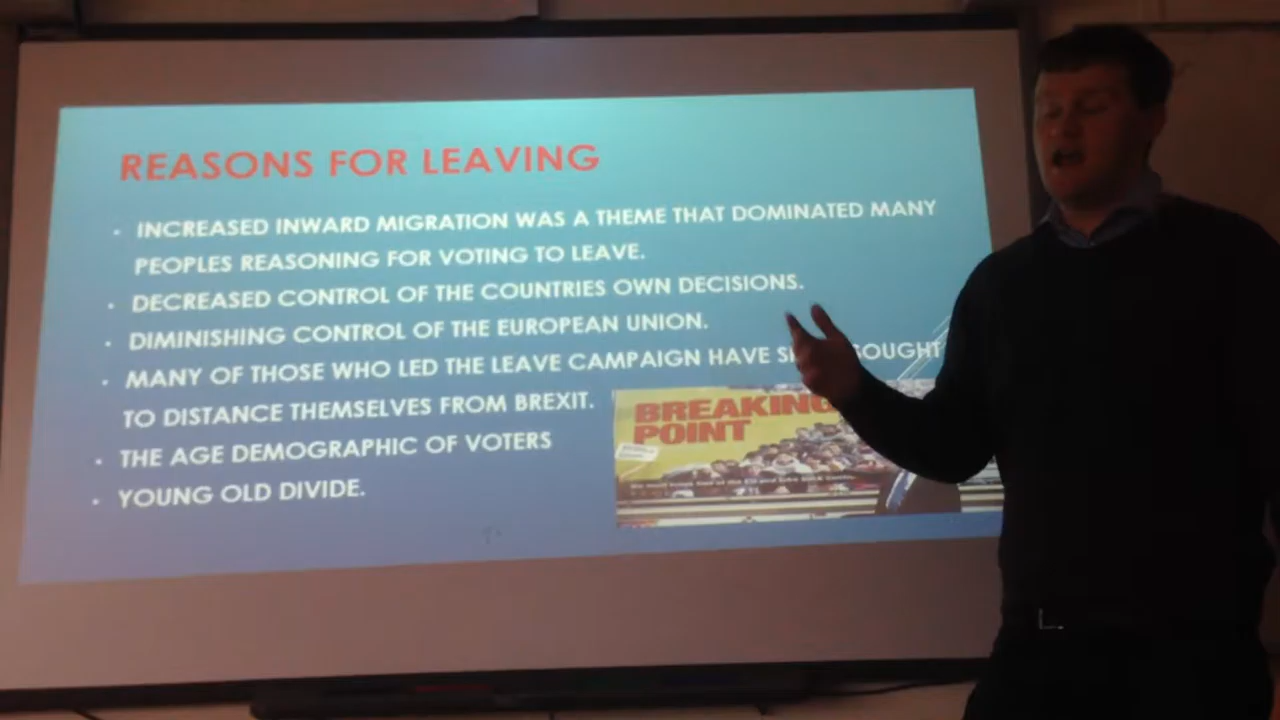 REASONS FOR LEAVING
• INCREASED INWARD MIGRATION WAS A THEME THAT DOMINATED MANY
PEOPLES REASONING FOR VOTING TO LEAVE.
• DECREASED CONTROL OF THE COUNTRIES OWN DECISIONS.
• DIMINISHING CONTROL OF THE EUROPEAN UNION.
• MANY OF THOSE WHO LED THE LEAVE CAMPAIGN HAVE SOUGHT
TO DISTANCE THEMSELVES FROM BREXIT.
• THE AGE DEMOGRAPHIC OF VOTERS
• YOUNG OLD DIVIDE.
BREAKING
POINT